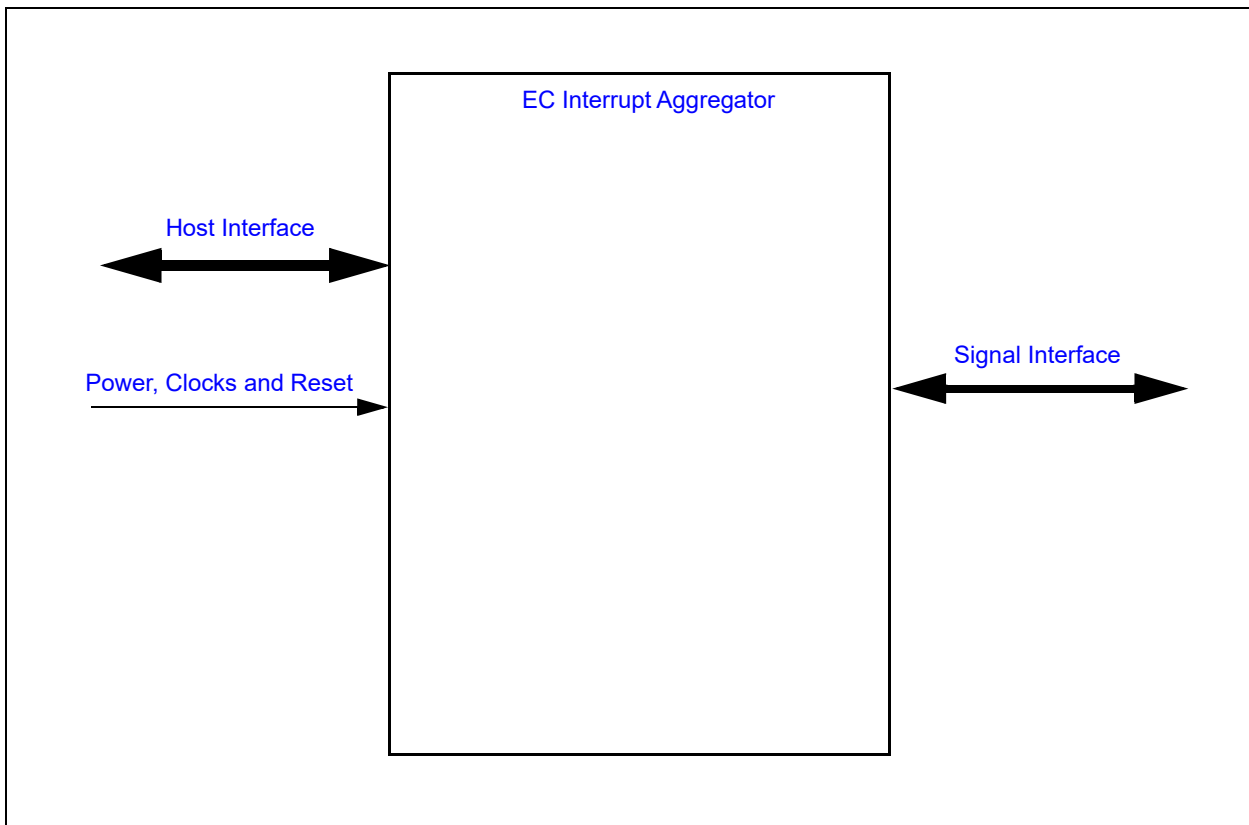 EC Interrupt Aggregator
Host Interface
Signal Interface
Power, Clocks and Reset